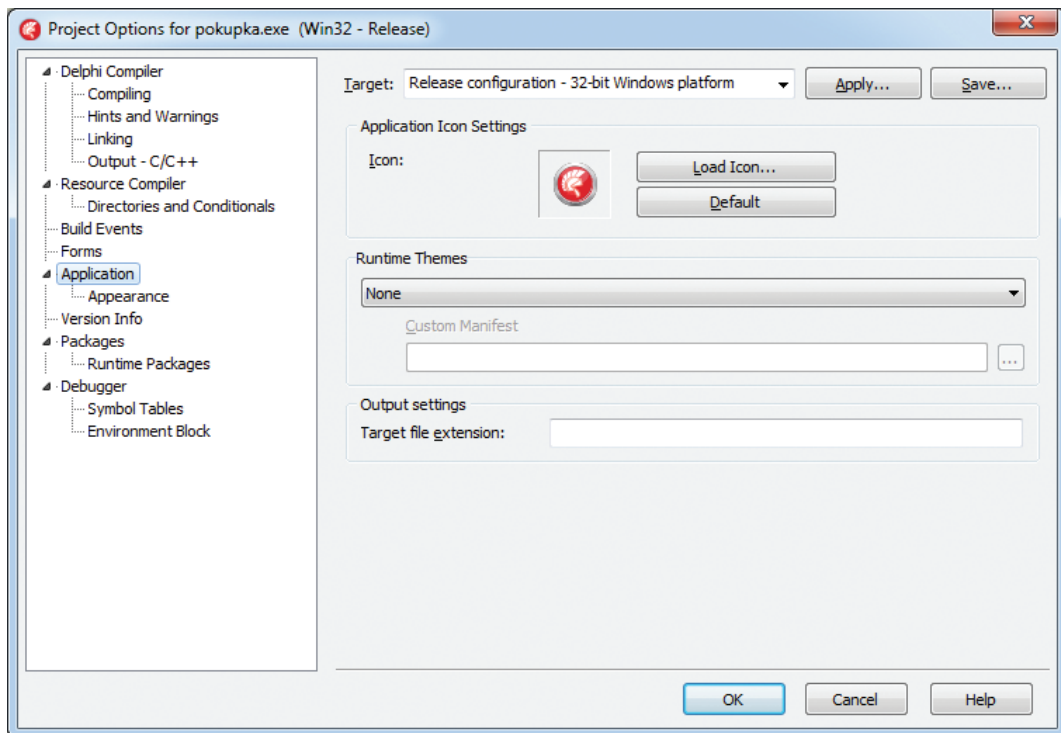 Project Options for pokupka.exe (Win32 - Release)
Delphi Compiler
Compiling
Hints and Warnings
Linking
Output - C/C++
Resource Compiler
Directories and Conditionals
Build Events
Forms
Application
Appearance
Version Info
Packages
Runtime Packages
Debugger
Symbol Tables
Environment Block
Target: Release configuration - 32-bit Windows platform Apply... Save...
Application Icon Settings
Icon:
Load Icon...
Default
Runtime Themes
None
Custom Manifest
...
Output settings
Target file extension:
OK Cancel Help